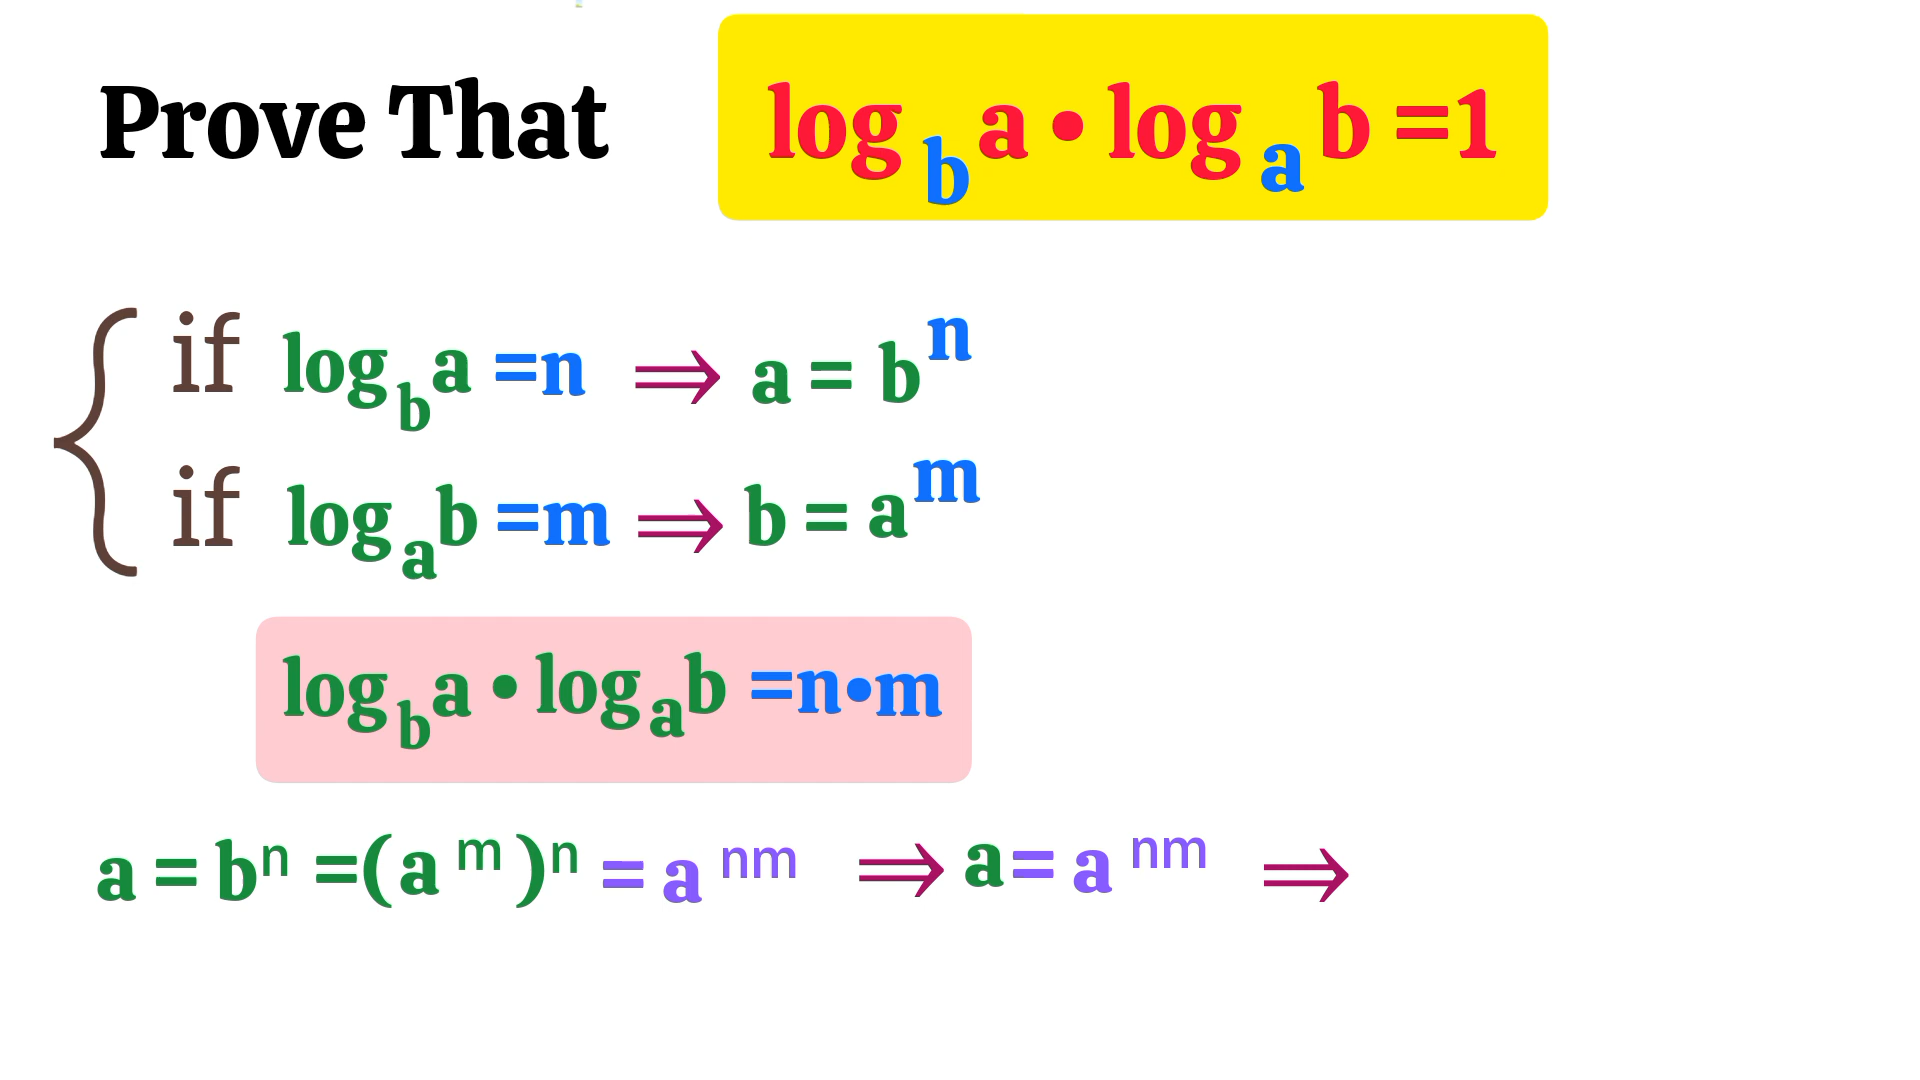 Prove That log_b a • log_a b =1
if log_b a =n ⇒ a = b^n
if log_a b =m ⇒ b = a^m
log_b a • log_a b =n•m
a = b^n =(a^m)^n = a^nm ⇒ a= a^nm ⇒